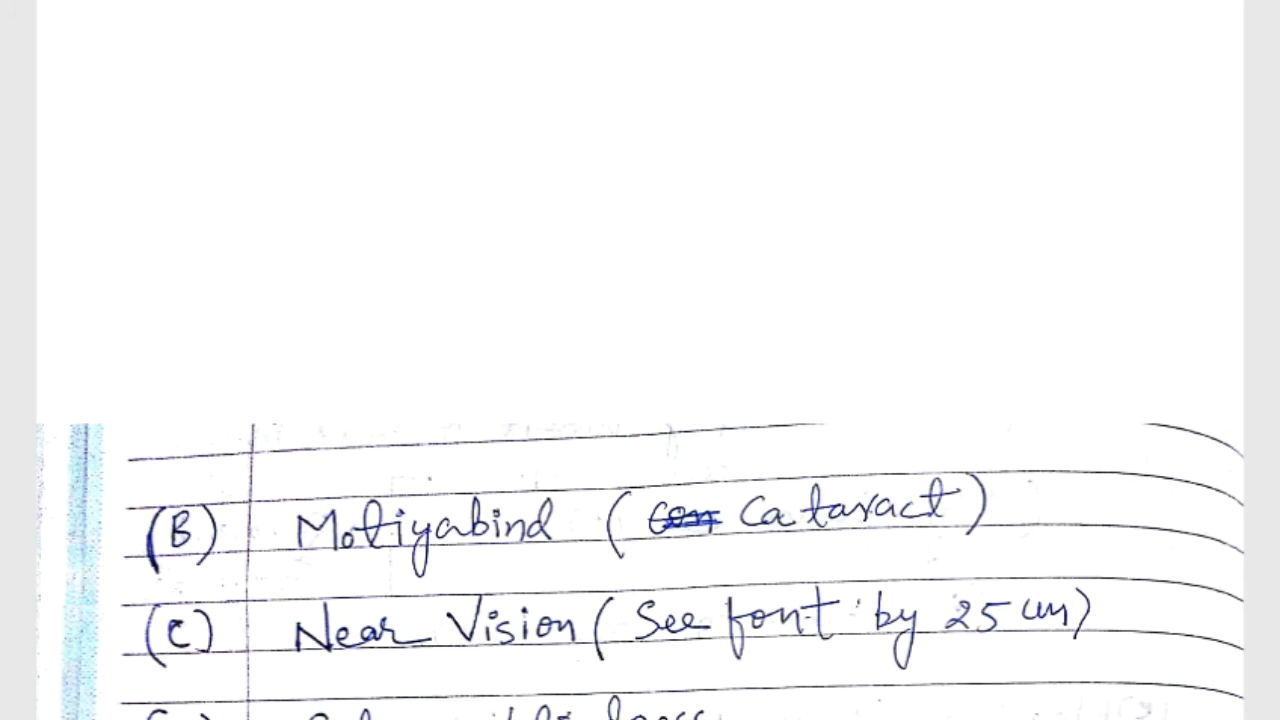 (B) Motiyabind ( Cataract)
(C) Near Vision ( See font by 25 cm)